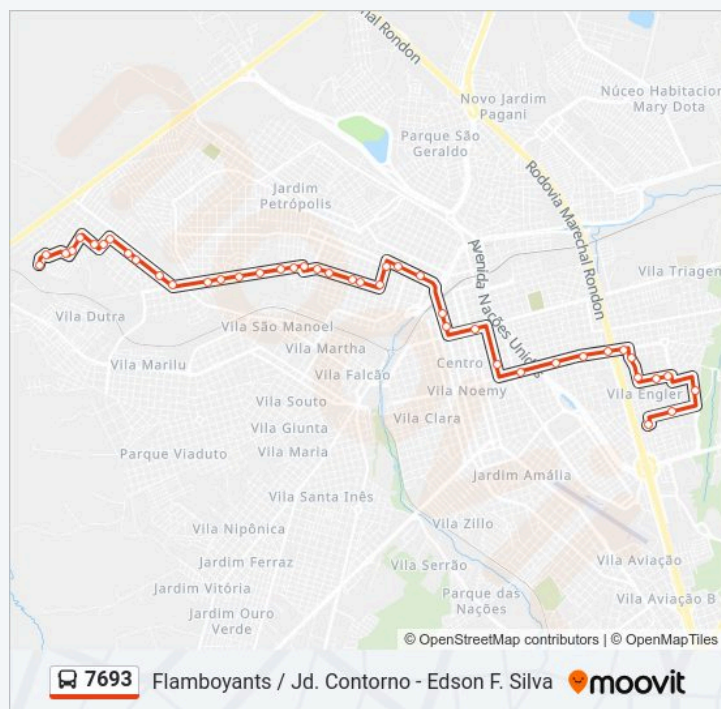 hal Rondon
Núceo Habitacion
Mary Dota
Novo Jardim
Pagani
Parque São
Geraldo
Rodovia Marechal Rondon
Jardim
Petrópolis
Avenida Nações Unidas
Vila Triagem
Vila Dutra
Vila São Manoel
Vila Martha
Vila Marilu
Centro
Vila Falcão
Vila Noemy
Vila Engler
Vila Souto
Vila Clara
Vila Giunta
Parque Viaduto
Vila Maria
Jardim Amália
Vila Santa Inês
Vila Zillo
Vila Nipônica
Vila Aviação
Jardim Ferraz
Vila Serrão
Jardim Vitória
Parque das
Nações
Vila Aviação B
Jardim Ouro
Verde
© OpenStreetMap contributors | © OpenMapTiles
7693
Flamboyants / Jd. Contorno - Edson F. Silva
moovit